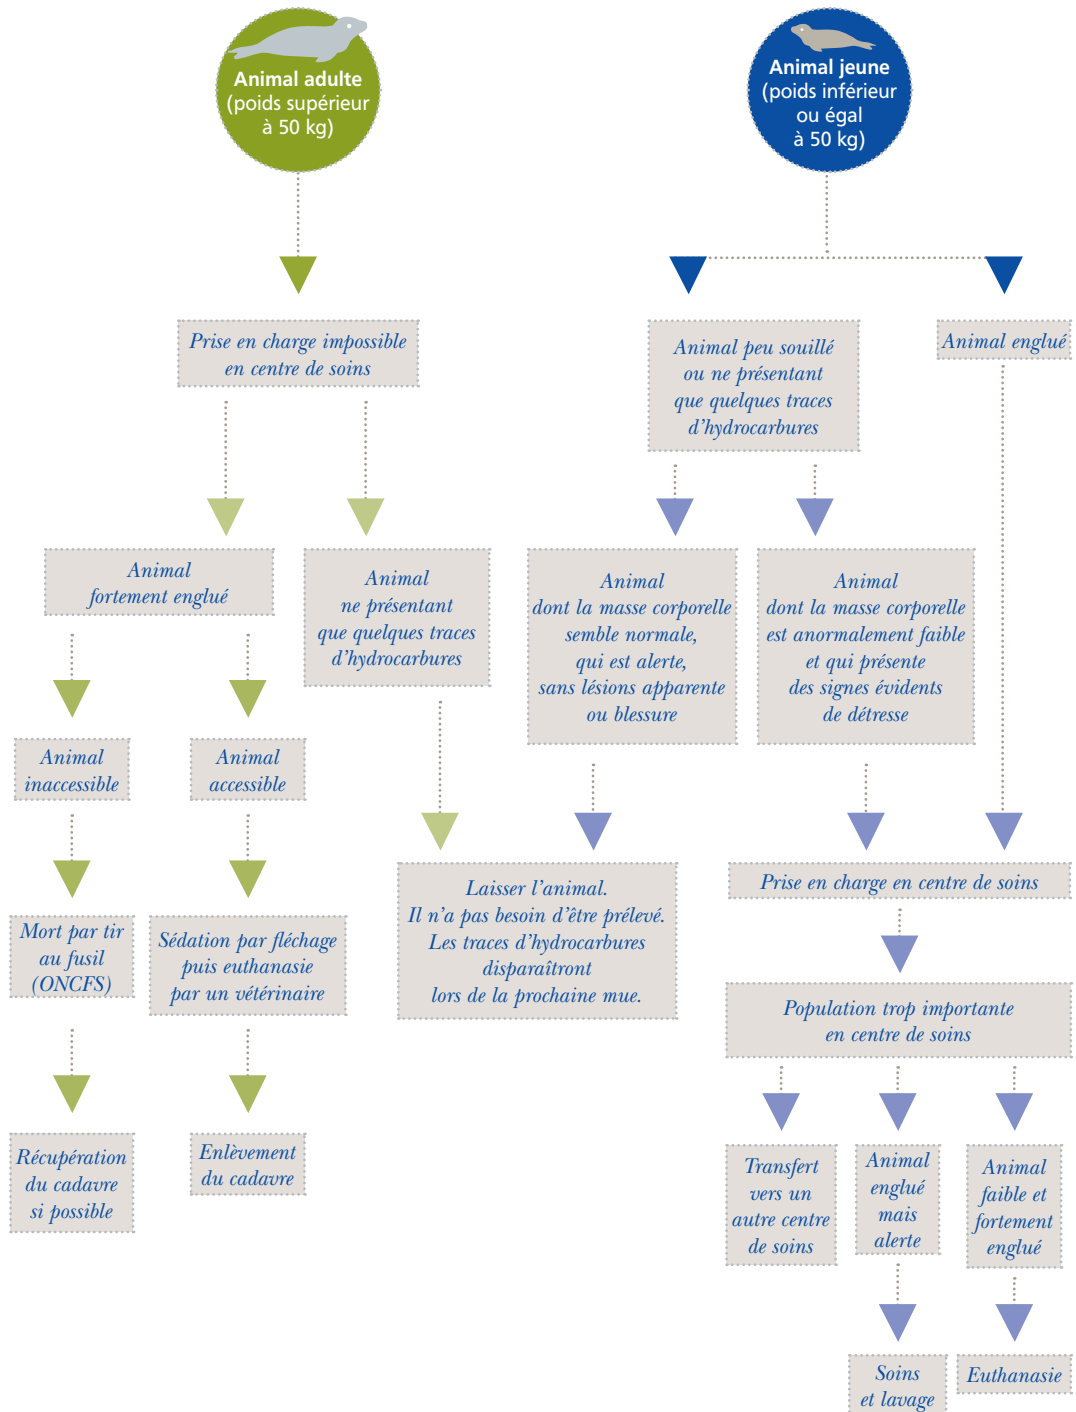 Animal adulte
(poids supérieur
à 50 kg)
Animal jeune
(poids inférieur
ou égal
à 50 kg)
Prise en charge impossible
en centre de soins
Animal peu souillé
ou ne présentant
que quelques traces
d'hydrocarbures
Animal englué
Animal
fortement englué
Animal
ne présentant
que quelques traces
d'hydrocarbures
Animal
dont la masse corporelle
semble normale,
qui est alerte,
sans lésions apparente
ou blessure
Animal
dont la masse corporelle
est anormalement faible
et qui présente
des signes évidents
de détresse
Animal
inaccessible
Animal
accessible
Laisser l'animal.
Il n'a pas besoin d'être prélevé.
Les traces d'hydrocarbures
disparaîtront
lors de la prochaine mue.
Prise en charge en centre de soins
Mort par tir
au fusil
(ONCFS)
Sédation par fléchage
puis euthanasie
par un vétérinaire
Population trop importante
en centre de soins
Récupération
du cadavre
si possible
Enlèvement
du cadavre
Transfert
vers un
autre centre
de soins
Animal
englué
mais
alerte
Animal
faible et
fortement
englué
Soins
et lavage
Euthanasie